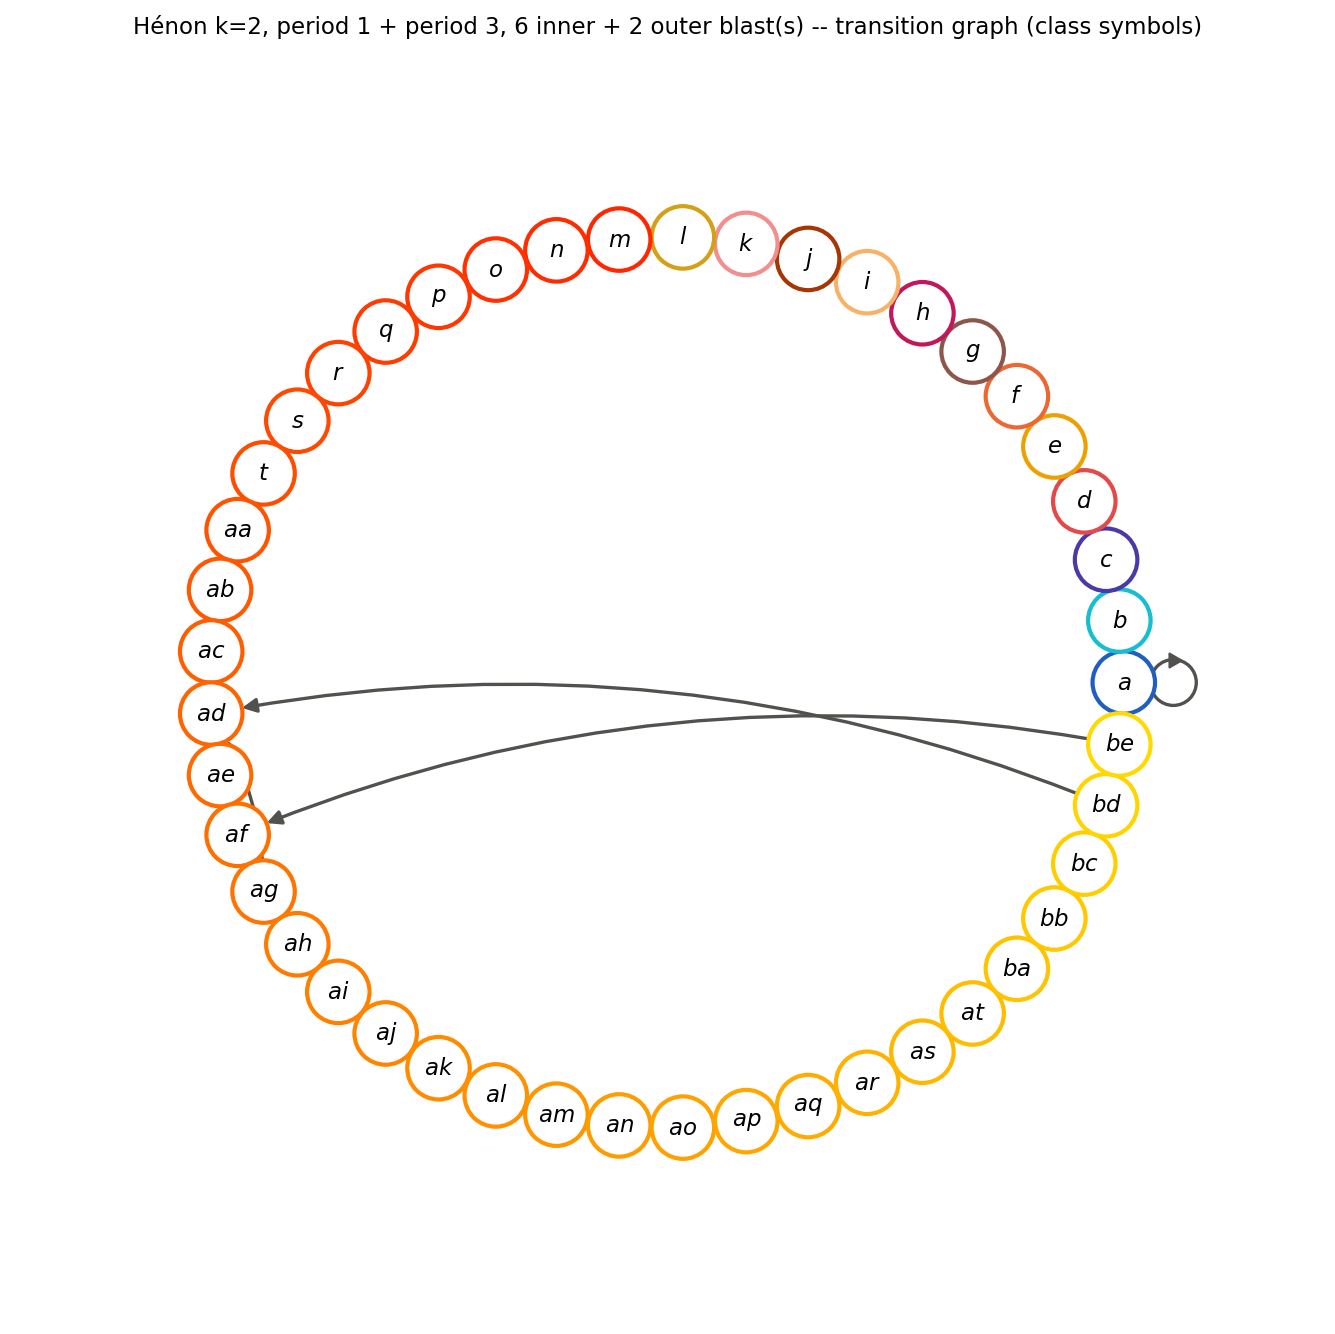 Hénon k=2, period 1 + period 3, 6 inner + 2 outer blast(s) -- transition graph (class symbols)
l
m
k
n
j
o
i
p
h
q
g
r
f
s
e
t
d
aa
c
ab
b
ac
a
ad
be
ae
bd
af
bc
ag
bb
ah
ba
ai
at
aj
as
ak
ar
al
aq
am
ap
an
ao